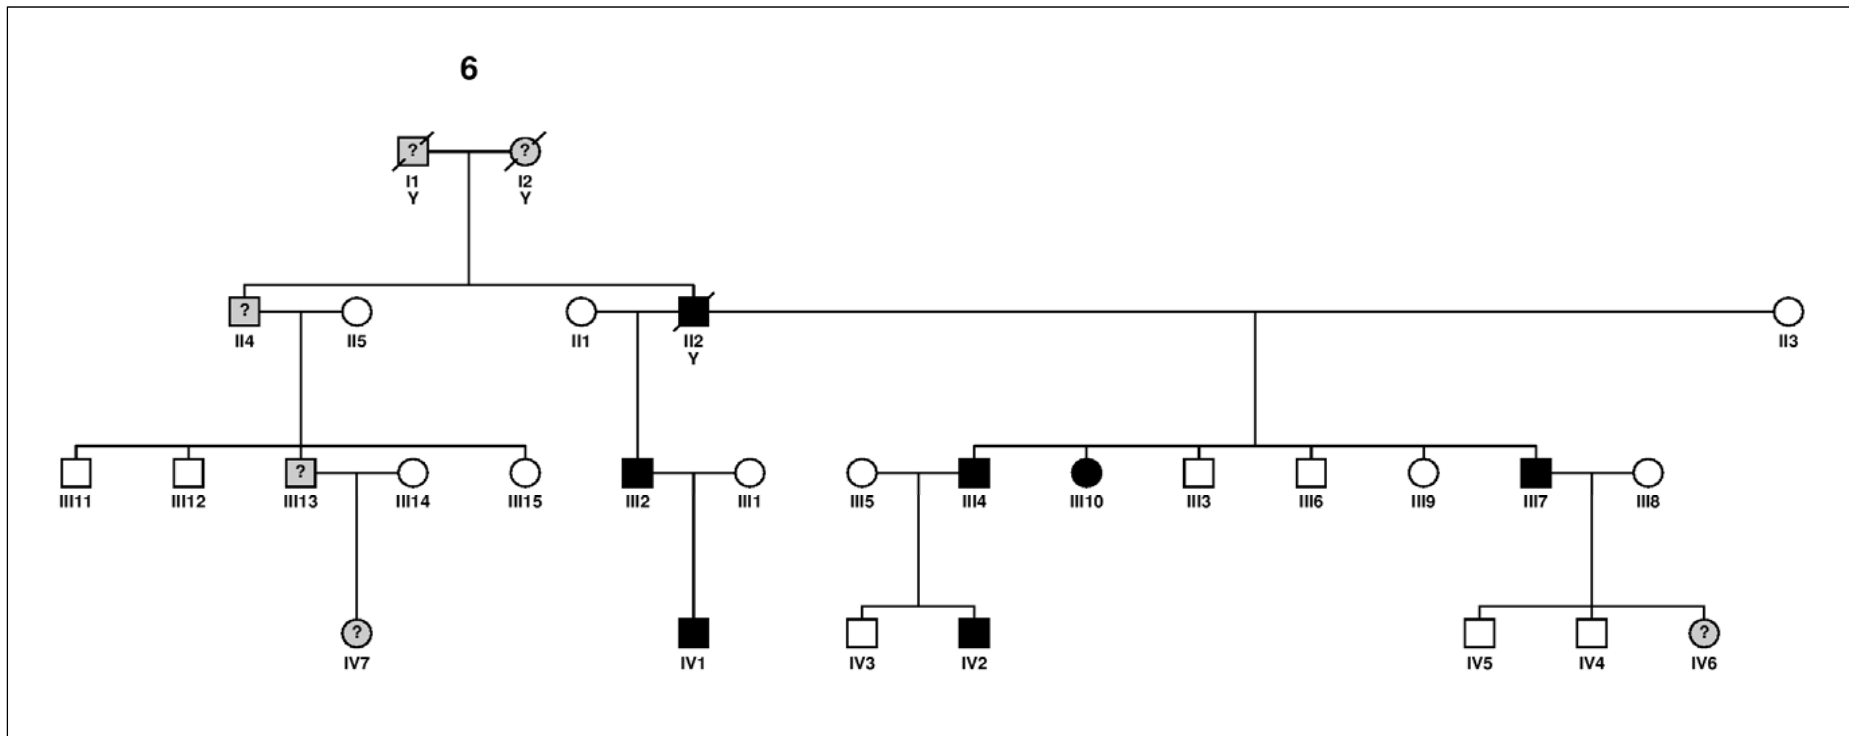 6
? ?
I1 I2
Y Y
? 
II4 II5 II1 II2 II3
Y
?
III11 III12 III13 III14 III15 III2 III1 III5 III4 III10 III3 III6 III9 III7 III8
? ?
IV7 IV1 IV3 IV2 IV5 IV4 IV6